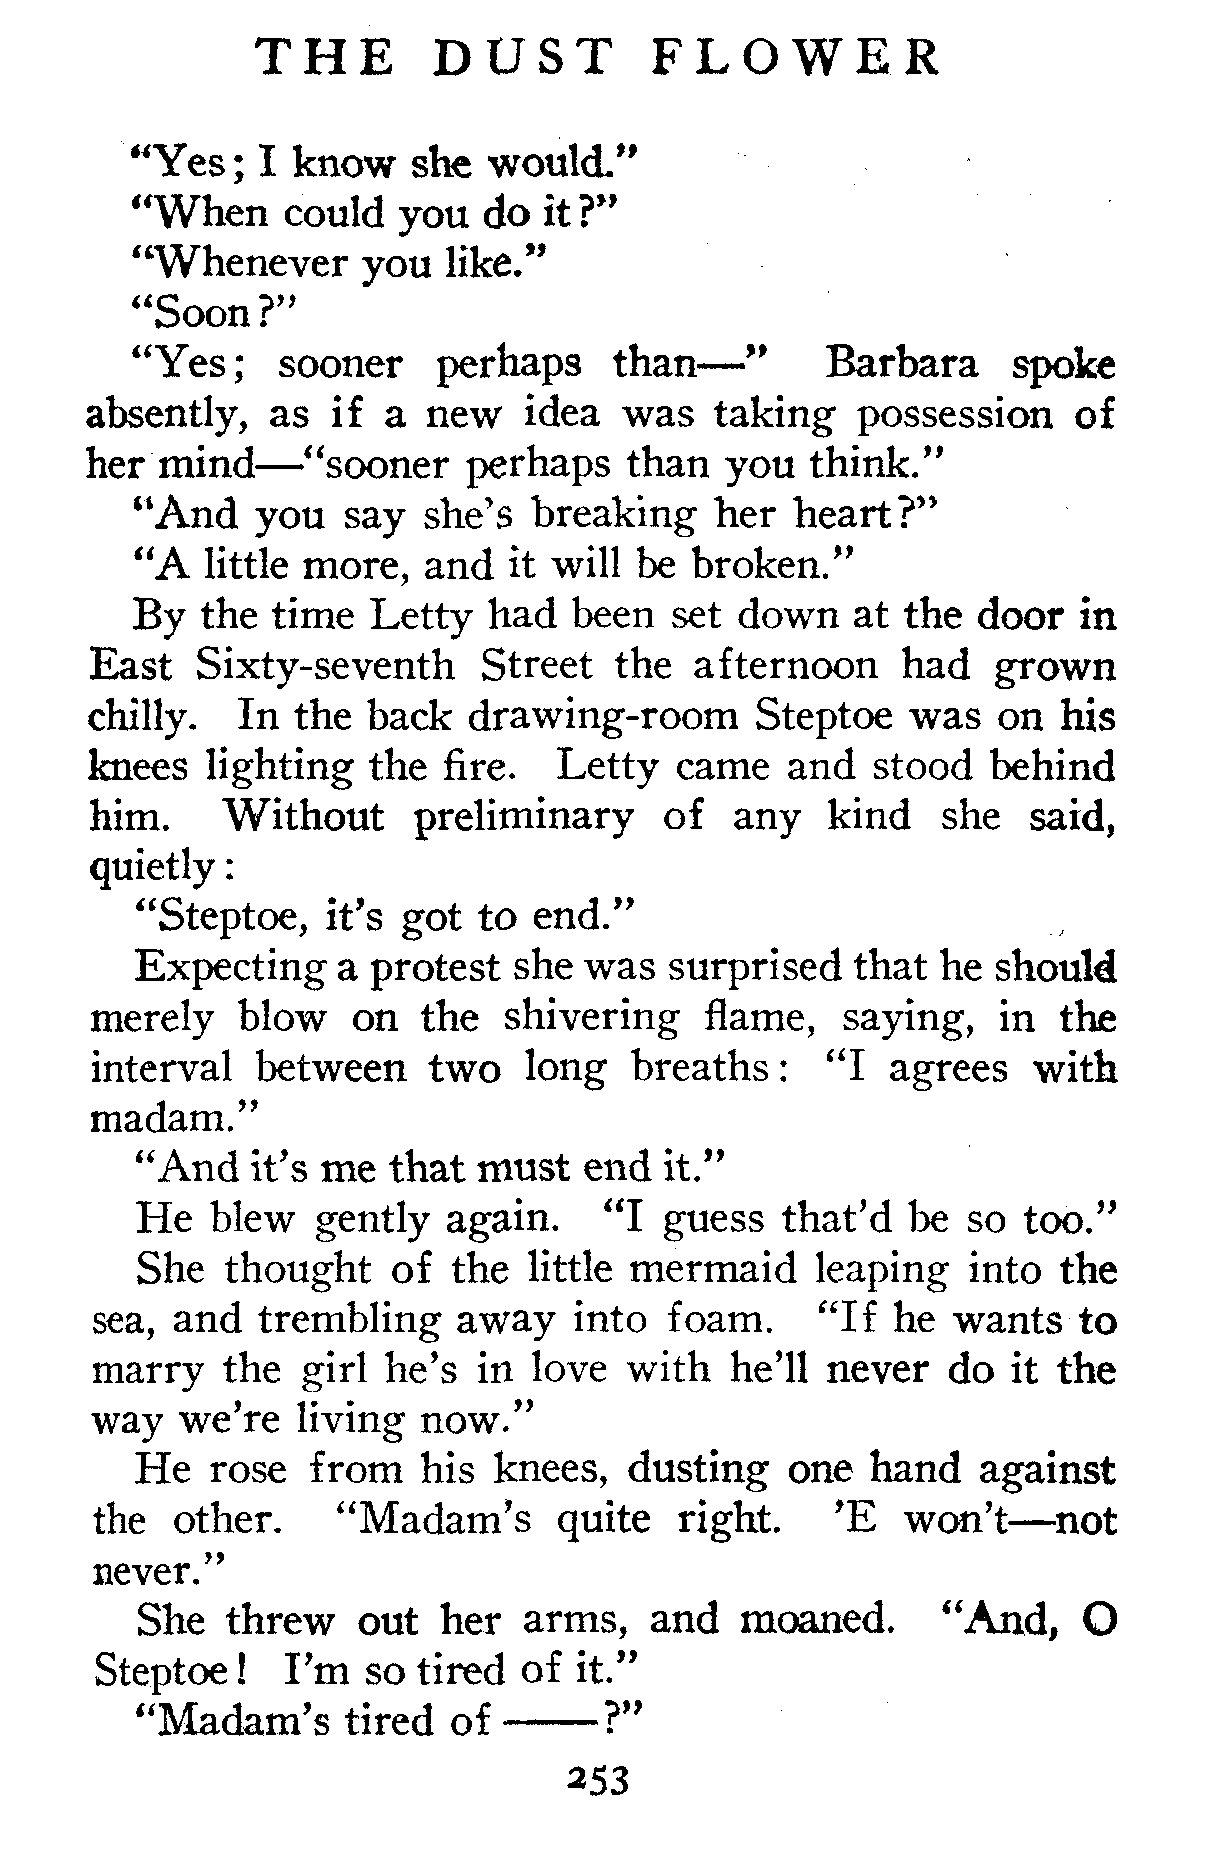 THE DUST FLOWER
“Yes; I know she would.”
“When could you do it?”
“Whenever you like.”
“Soon?”
“Yes; sooner perhaps than—” Barbara spoke
absently, as if a new idea was taking possession of
her mind—“sooner perhaps than you think.”
“And you say she’s breaking her heart?”
“A little more, and it will be broken.”
By the time Letty had been set down at the door in
East Sixty-seventh Street the afternoon had grown
chilly. In the back drawing-room Steptoe was on his
knees lighting the fire. Letty came and stood behind
him. Without preliminary of any kind she said,
quietly:
“Steptoe, it’s got to end.”
Expecting a protest she was surprised that he should
merely blow on the shivering flame, saying, in the
interval between two long breaths: “I agrees with
madam.”
“And it’s me that must end it.”
He blew gently again. “I guess that’d be so too.”
She thought of the little mermaid leaping into the
sea, and trembling away into foam. “If he wants to
marry the girl he’s in love with he’ll never do it the
way we’re living now.”
He rose from his knees, dusting one hand against
the other. “Madam’s quite right. ’E won’t—not
never.”
She threw out her arms, and moaned. “And, O
Steptoe! I’m so tired of it.”
“Madam’s tired of ——?”
253